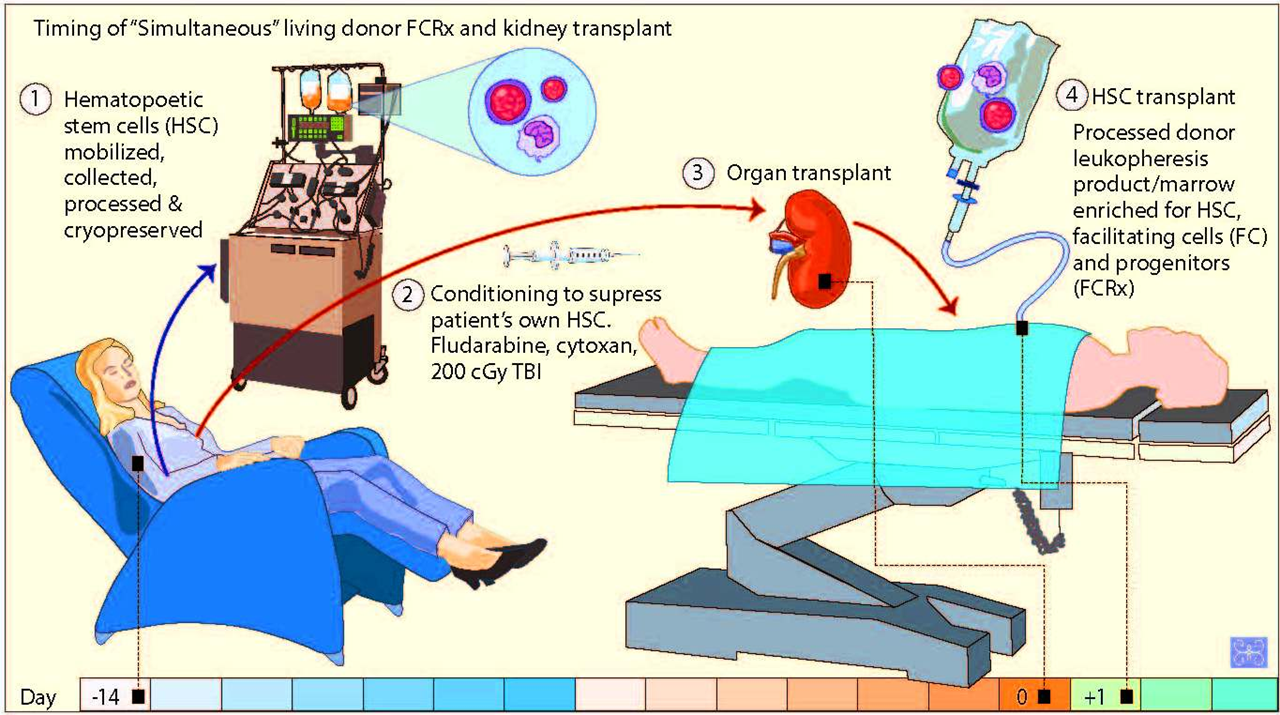 Timing of "Simultaneous" living donor FCRx and kidney transplant
1 Hematopoetic
stem cells (HSC)
mobilized,
collected,
processed &
cryopreserved
2 Conditioning to supress
patient's own HSC.
Fludarabine, cytoxan,
200 cGy TBI
3 Organ transplant
4 HSC transplant
Processed donor
leukopheresis
product/marrow
enriched for HSC,
facilitating cells (FC)
and progenitors
(FCRx)
Day -14 0 +1